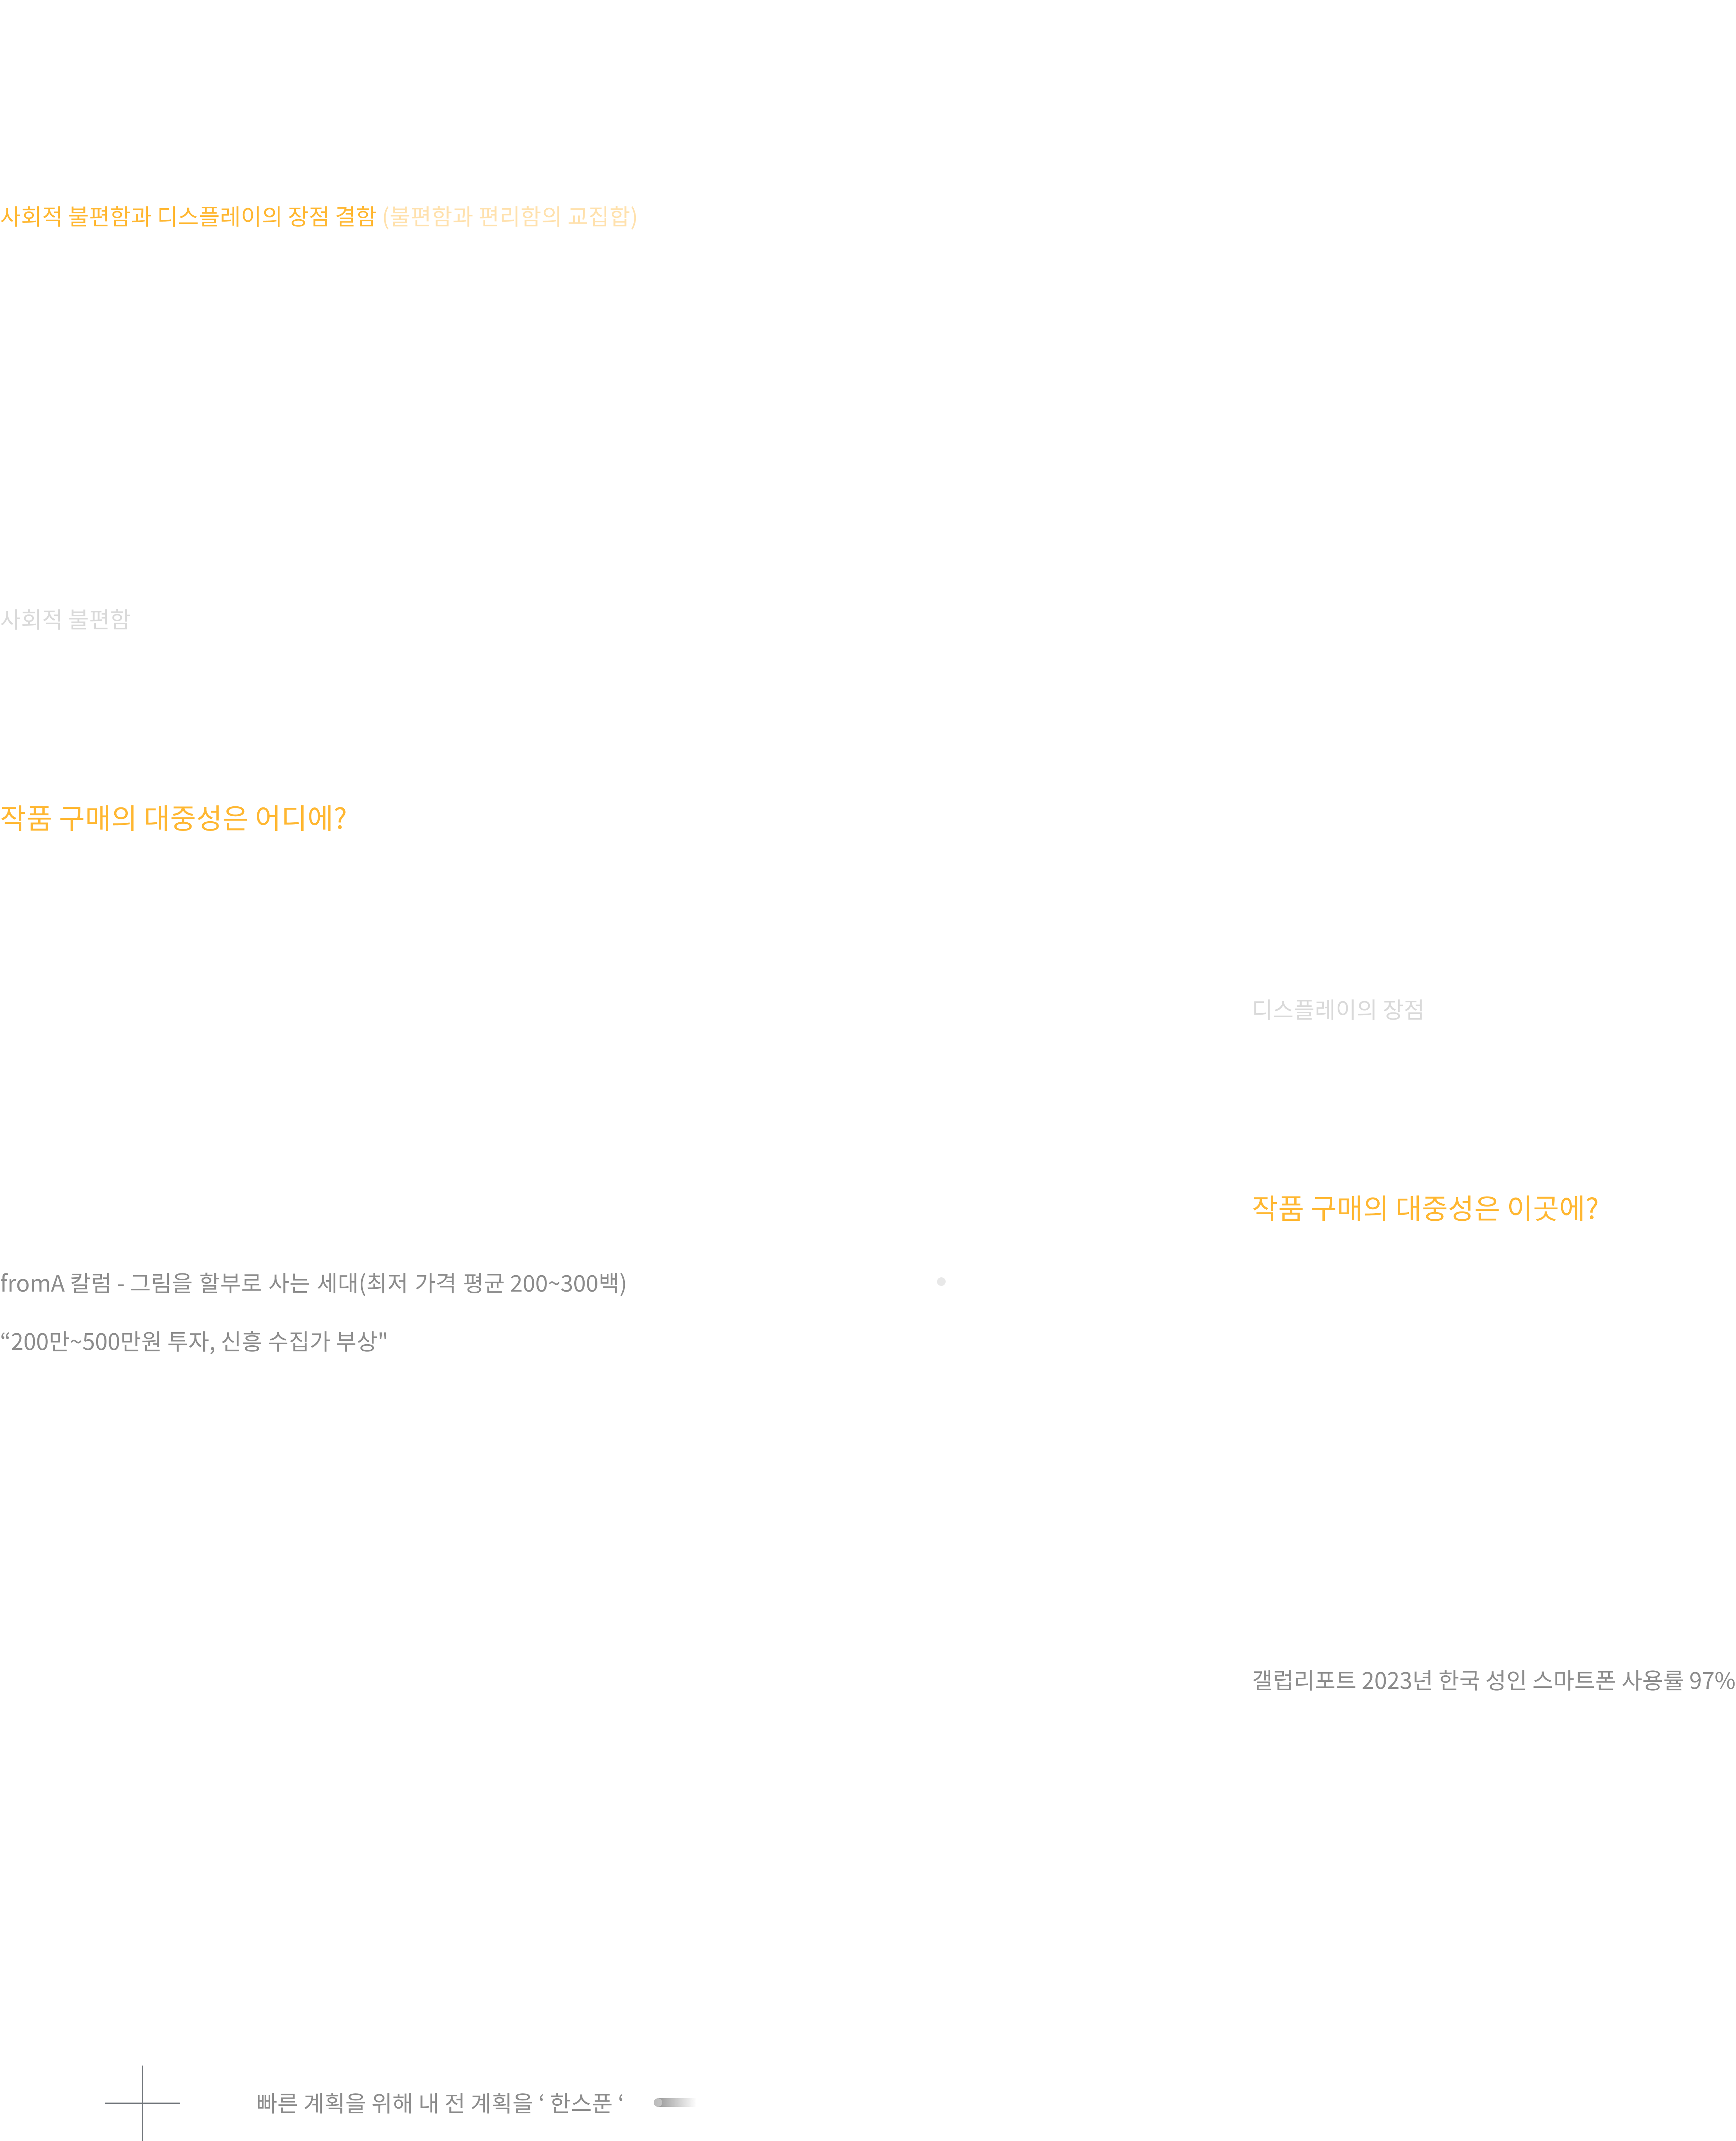 사회적 불편함과 디스플레이의 장점 결함 (불편함과 편리함의 교집합)
사회적 불편함
작품 구매의 대중성은 어디에?
디스플레이의 장점
작품 구매의 대중성은 이곳에?
fromA 칼럼 - 그림을 할부로 사는 세대(최저 가격 평균 200~300백)
“200만~500만원 투자, 신흥 수집가 부상"
갤럽리포트 2023년 한국 성인 스마트폰 사용률 97%
빠른 계획을 위해 내 전 계획을 ‘ 한스푼 ‘